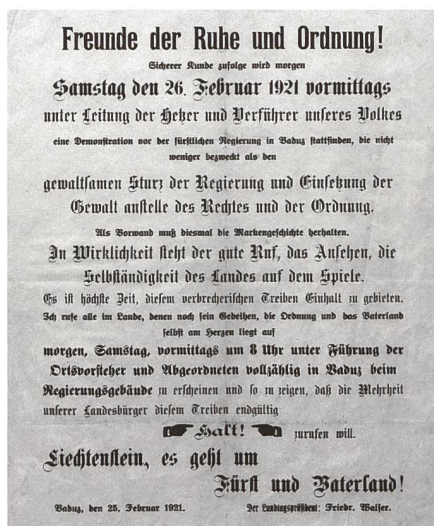 Freunde der Ruhe und Ordnung!
Sicherer Kunde zufolge wird morgen
Samstag den 26. Februar 1921 vormittags
unter Leitung der Hetzer und Verführer unseres Volkes
eine Demonstration vor der fürstlichen Regierung in Vaduz stattfinden, die nicht
weniger bezweckt als den
gewaltsamen Sturz der Regierung und Einsetzung der
Gewalt anstelle des Rechtes und der Ordnung.
Als Vorwand muß diesmal die Markengeschichte herhalten.
In Wirklichkeit steht der gute Ruf, das Ansehen, die
Selbständigkeit des Landes auf dem Spiele.
Es ist höchste Zeit, diesem verbrecherischen Treiben Einhalt zu gebieten.
Ich rufe alle im Lande, denen noch sein Gedeihen, die Ordnung und das Vaterland
selbst am Herzen liegt auf
morgen, Samstag, vormittags um 8 Uhr unter Führung der
Ortsvorsteher und Abgeordneten vollzählig in Vaduz beim
Regierungsgebäude zu erscheinen und so zu zeigen, daß die Mehrheit
unserer Landesbürger diesem Treiben endgültig
Halt! zurufen will.
Liechtenstein, es geht um
Fürst und Vaterland!
Vaduz, den 25. Februar 1921. Der Landtagspräsident: Friedr. Walser.